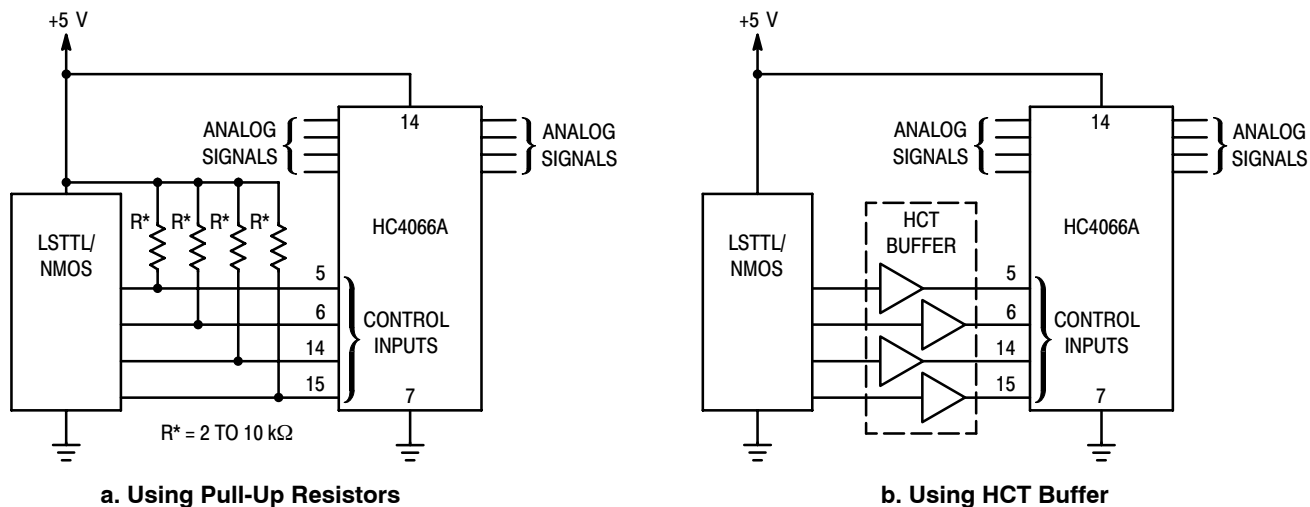 +5 V
14
ANALOG
SIGNALS
ANALOG
SIGNALS
R* R* R* R*
LSTTL/
NMOS
HC4066A
5
6
14
15
CONTROL
INPUTS
7
R* = 2 TO 10 kΩ
a. Using Pull-Up Resistors
+5 V
14
ANALOG
SIGNALS
ANALOG
SIGNALS
LSTTL/
NMOS
HCT
BUFFER
HC4066A
5
6
14
15
CONTROL
INPUTS
7
b. Using HCT Buffer